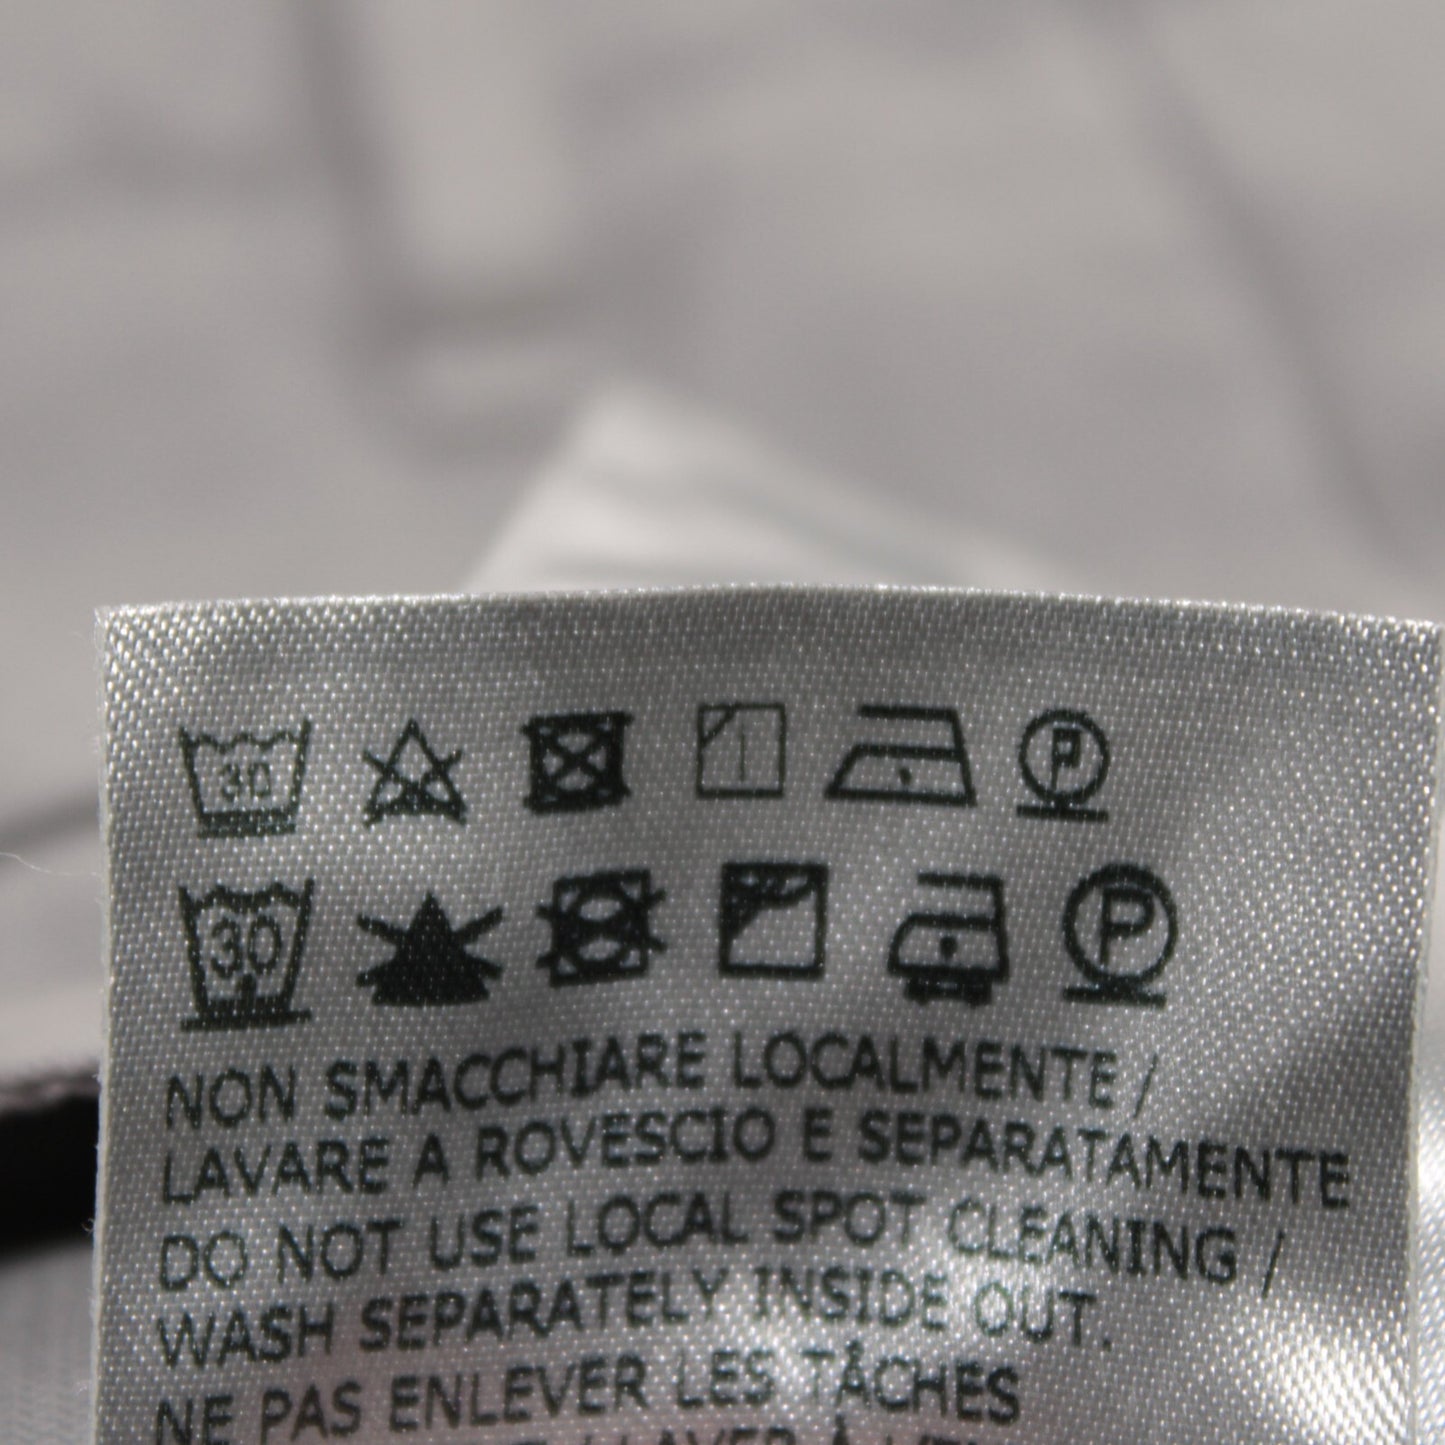 30 P
30 P
NON SMACCHIARE LOCALMENTE /
LAVARE A ROVESCIO E SEPARATAMENTE
DO NOT USE LOCAL SPOT CLEANING /
WASH SEPARATELY INSIDE OUT.
NE PAS ENLEVER LES TÂCHES